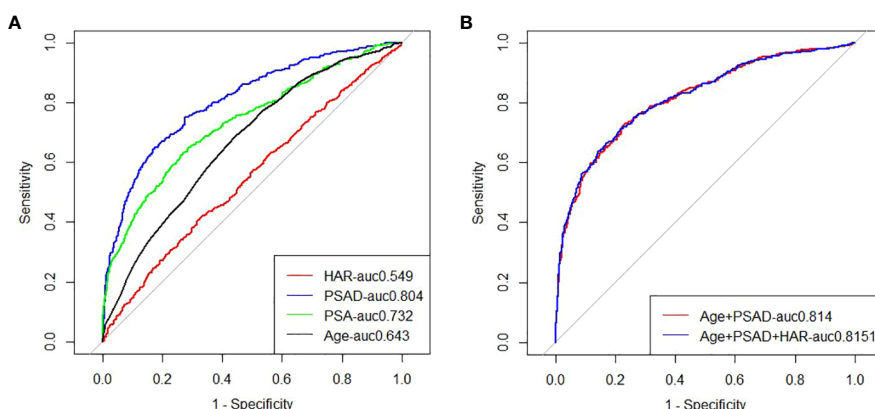 A
Sensitivity
1.0
0.8
0.6
0.4
0.2
0.0
HAR-auc0.549
PSAD-auc0.804
PSA-auc0.732
Age-auc0.643
0.0 0.2 0.4 0.6 0.8 1.0
1 - Specificity
B
Sensitivity
1.0
0.8
0.6
0.4
0.2
0.0
Age+PSAD-auc0.814
Age+PSAD+HAR-auc0.8151
0.0 0.2 0.4 0.6 0.8 1.0
1 - Specificity